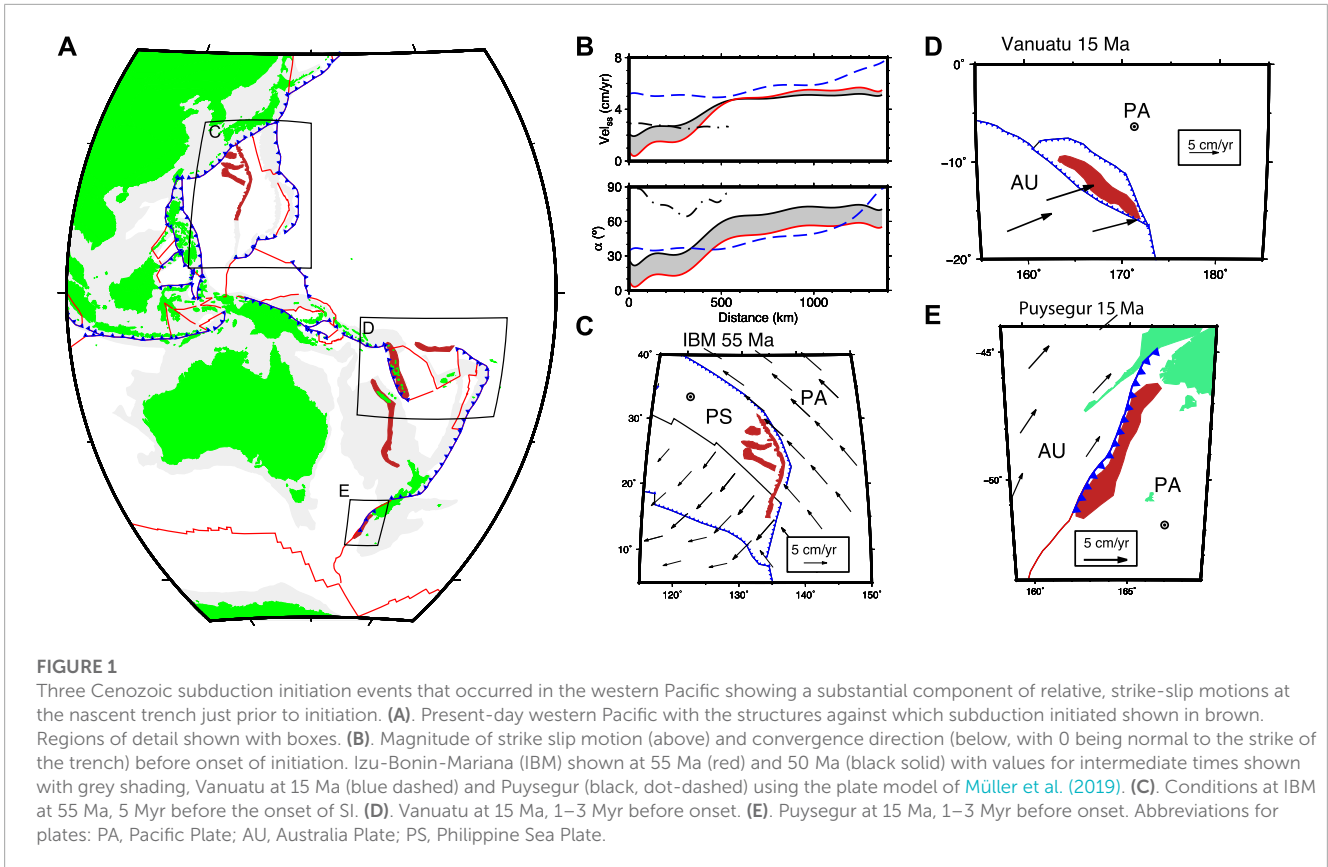 A
C
D
E
B
8
4
0
Vel_ss (cm/yr)
90
60
30
0
α (º)
0
500
1000
Distance (km)
C
IBM 55 Ma
40˚
30˚
20˚
10˚
120˚
130˚
140˚
150˚
PS
PA
5 cm/yr
D
Vanuatu 15 Ma
0˚
−10˚
−20˚
160˚
170˚
180˚
PA
AU
5 cm/yr
E
Puysegur 15 Ma
−45˚
−50˚
160˚
165˚
AU
PA
5 cm/yr
FIGURE 1
Three Cenozoic subduction initiation events that occurred in the western Pacific showing a substantial component of relative, strike-slip motions at
the nascent trench just prior to initiation. (A). Present-day western Pacific with the structures against which subduction initiated shown in brown.
Regions of detail shown with boxes. (B). Magnitude of strike slip motion (above) and convergence direction (below, with 0 being normal to the strike of
the trench) before onset of initiation. Izu-Bonin-Mariana (IBM) shown at 55 Ma (red) and 50 Ma (black solid) with values for intermediate times shown
with grey shading, Vanuatu at 15 Ma (blue dashed) and Puysegur (black, dot-dashed) using the plate model of Müller et al. (2019). (C). Conditions at IBM
at 55 Ma, 5 Myr before the onset of SI. (D). Vanuatu at 15 Ma, 1–3 Myr before onset. (E). Puysegur at 15 Ma, 1–3 Myr before onset. Abbreviations for
plates: PA, Pacific Plate; AU, Australia Plate; PS, Philippine Sea Plate.